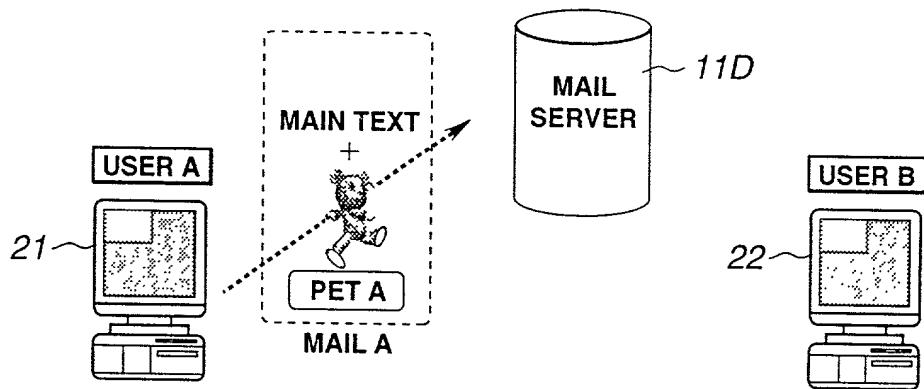 11D
MAIL
SERVER
MAIN TEXT
+
USER A
USER B
21
22
PET A
MAIL A